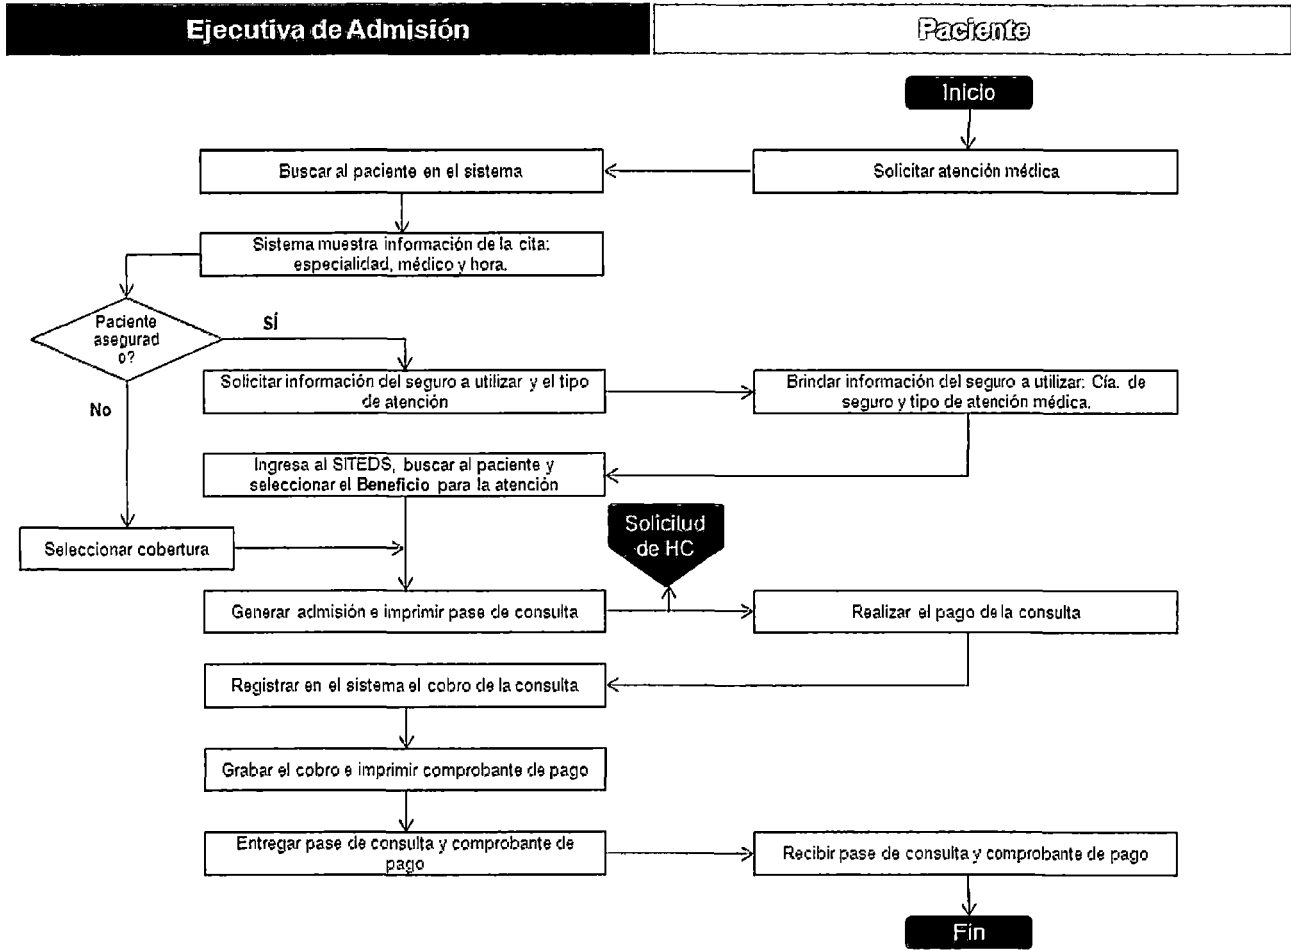 Ejecutiva de Admisión
Paciente
Inicio
Buscar al paciente en el sistema
Solicitar atención médica
Sistema muestra información de la cita:
especialidad, médico y hora.
Paciente
asegurad
o?
SÍ
Solicitar información del seguro a utilizar y el tipo
de atención
Brindar información del seguro a utilizar: Cía. de
seguro y tipo de atención médica.
No
Ingresa al SITEDS, buscar al paciente y
seleccionar el Beneficio para la atención
Solicitud
de HC
Seleccionar cobertura
Generar admisión e imprimir pase de consulta
Realizar el pago de la consulta
Registrar en el sistema el cobro de la consulta
Grabar el cobro e imprimir comprobante de pago
Entregar pase de consulta y comprobante de
pago
Recibir pase de consulta y comprobante de pago
Fin